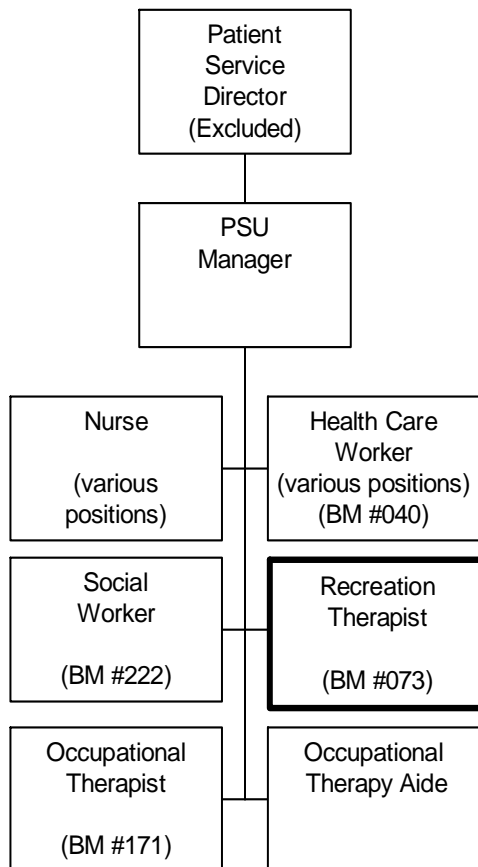 Patient
Service
Director
(Excluded)
PSU
Manager
Nurse
(various
positions)
Health Care
Worker
(various positions)
(BM #040)
Social
Worker
(BM #222)
Recreation
Therapist
(BM #073)
Occupational
Therapist
(BM #171)
Occupational
Therapy Aide